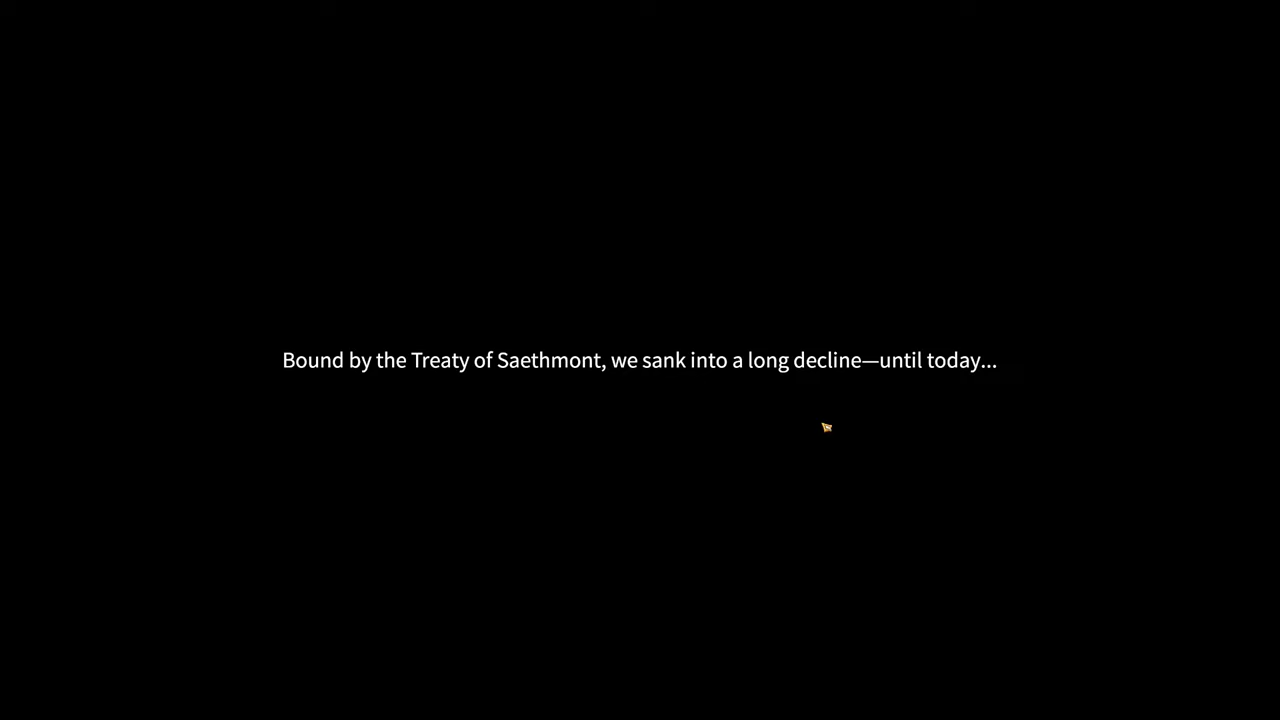 Bound by the Treaty of Saethmont, we sank into a long decline—until today...